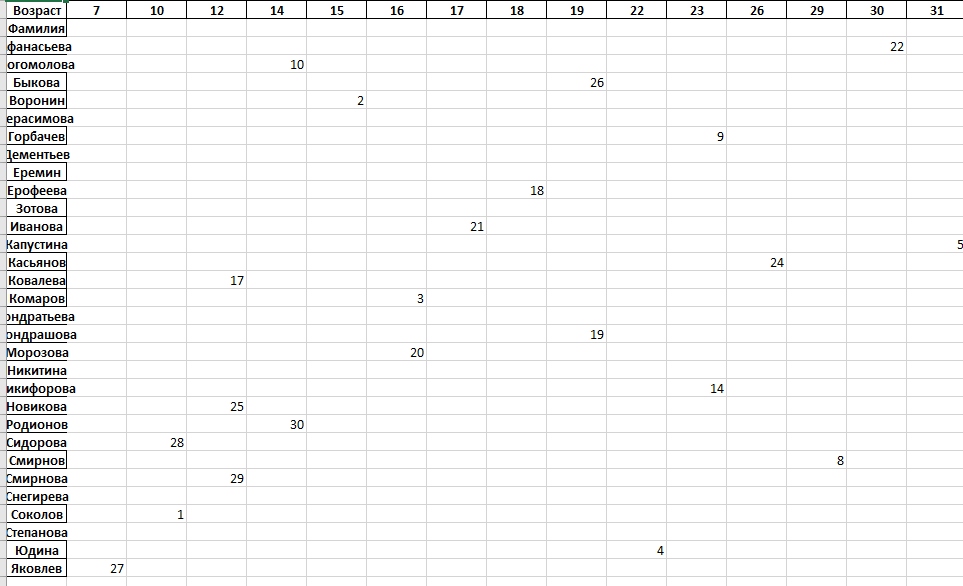 Возраст 7 10 12 14 15 16 17 18 19 22 23 26 29 30 31
Фамилия
фанасьева 22
огомолова 10
Быкова 26
Воронин 2
ерасимова
Горбачев 9
Дементьев
Еремин
Ерофеева 18
Зотова
Иванова 21
Капустина 5
Касьянов 24
Ковалева 17
Комаров 3
ондратьева
ондрашова 19
Морозова 20
Никитина
икифорова 14
Новикова 25
Родионов 30
Сидорова 28
Смирнов 8
Смирнова 29
Снегирева
Соколов 1
Степанова
Юдина 4
Яковлев 27